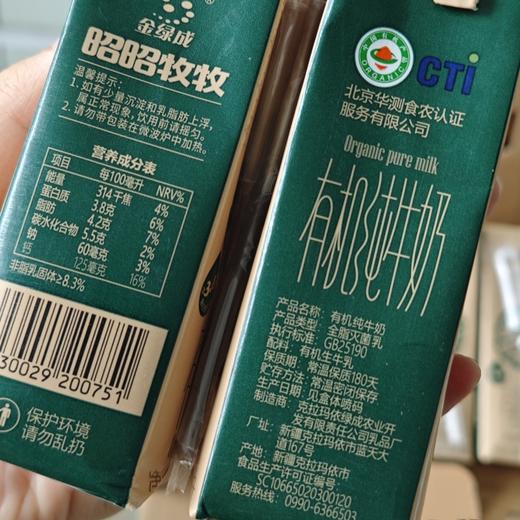 金绿成
昭昭牧牧
温馨提示:
1.如有少量沉淀和乳脂肪上浮,
属正常现象,饮用前请摇匀。
2.请勿带包装在微波炉中加热。
营养成分表
项目 每100毫升 NRV%
能量 314千焦 4%
蛋白质 3.8克 6%
脂肪 4.2克 7%
碳水化合物 5.5克 2%
钠 60毫克 3%
钙 125毫克 16%
非脂乳固体≥8.3%
30029200751
保护环境
请勿乱扔
中国有机产品
ORGANIC
CTi
北京华测食农认证
服务有限公司
Organic pure milk
有机纯牛奶
产品名称:有机纯牛奶
产品类型:全脂灭菌乳
执行标准:GB25190
配料:有机生牛乳
保质期:常温保质180天
贮存方法:常温密闭保存
生产日期:见盒体喷码
制造商:克拉玛依绿成农业开
发有限责任公司乳品厂
厂址:新疆克拉玛依市蓝天大
道167号
产地:新疆克拉玛依市
食品生产许可证编号:
SC10665020300120
服务热线:0990-6366503